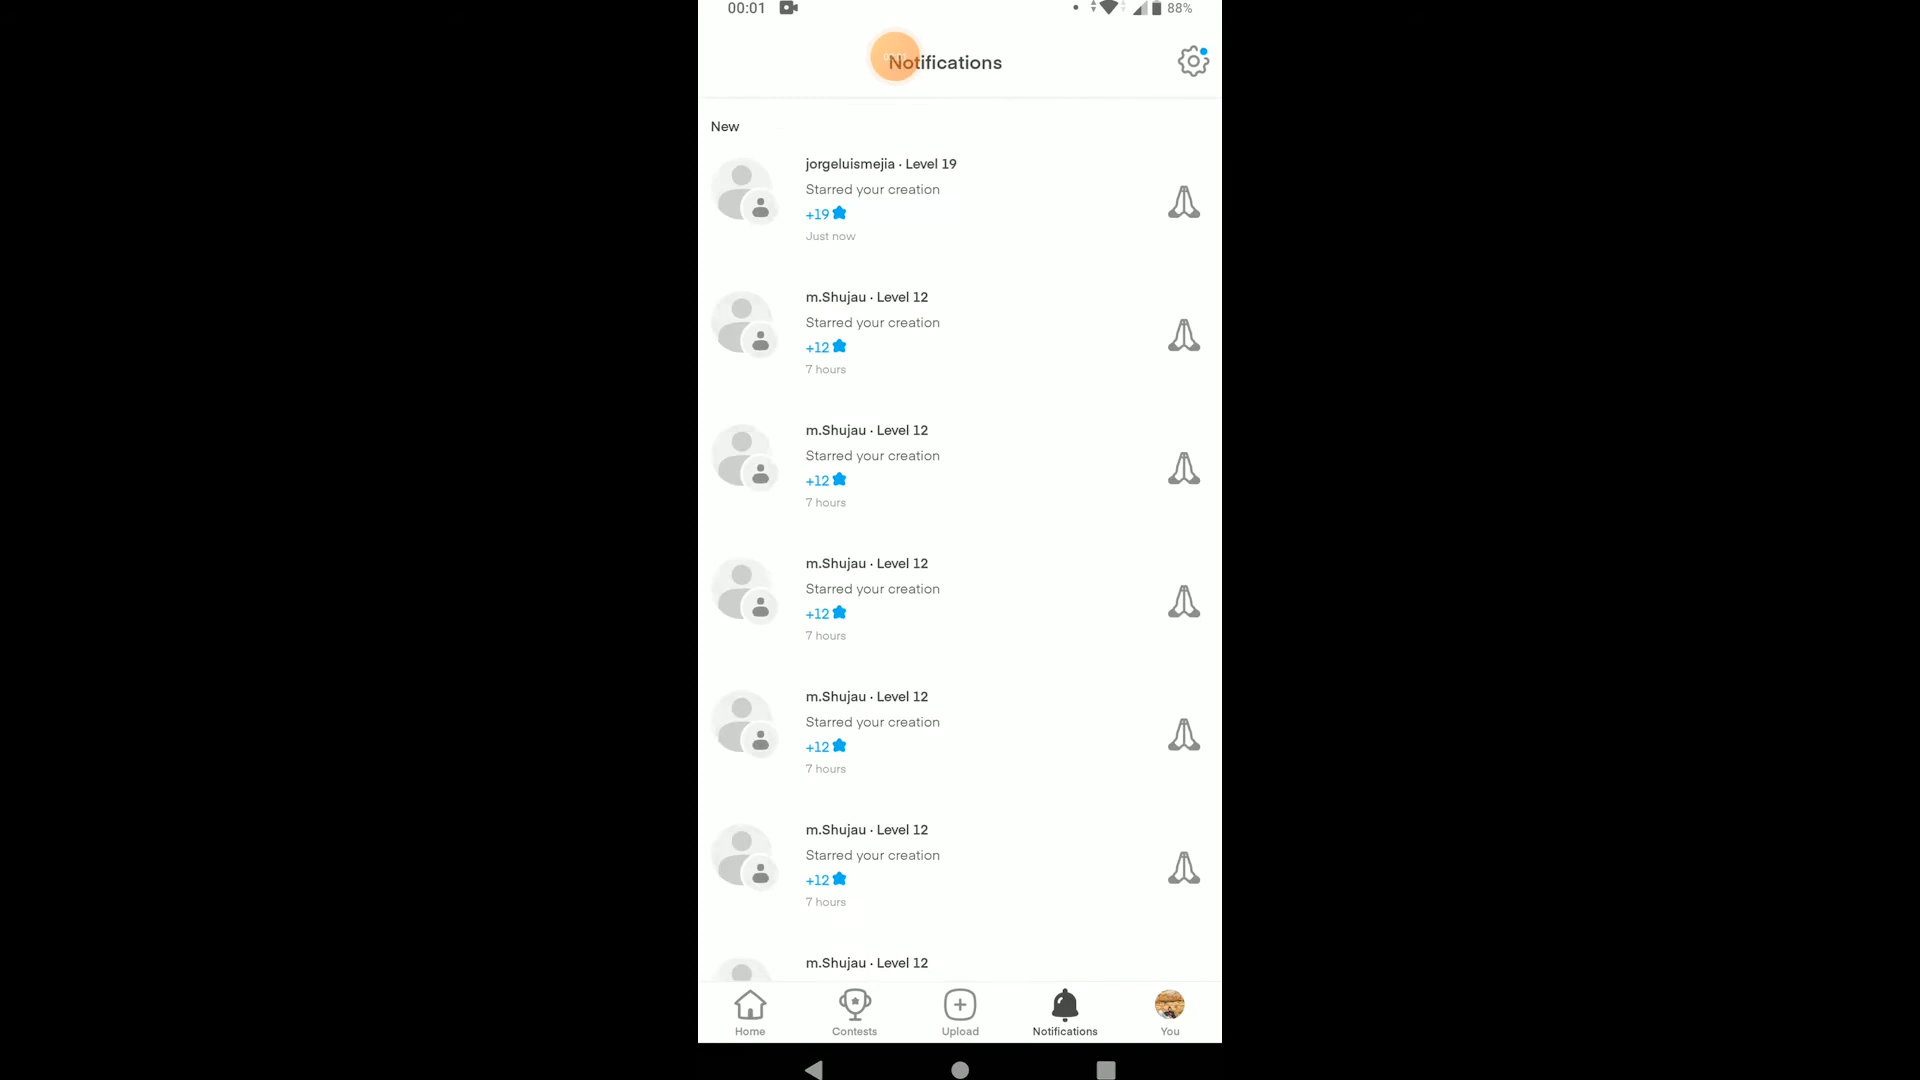 00:01
88%
Notifications
New
jorgeluismejia · Level 19
Starred your creation
+19
Just now
m.Shujau · Level 12
Starred your creation
+12
7 hours
m.Shujau · Level 12
Starred your creation
+12
7 hours
m.Shujau · Level 12
Starred your creation
+12
7 hours
m.Shujau · Level 12
Starred your creation
+12
7 hours
m.Shujau · Level 12
Starred your creation
+12
7 hours
m.Shujau · Level 12
Home
Contests
Upload
Notifications
You